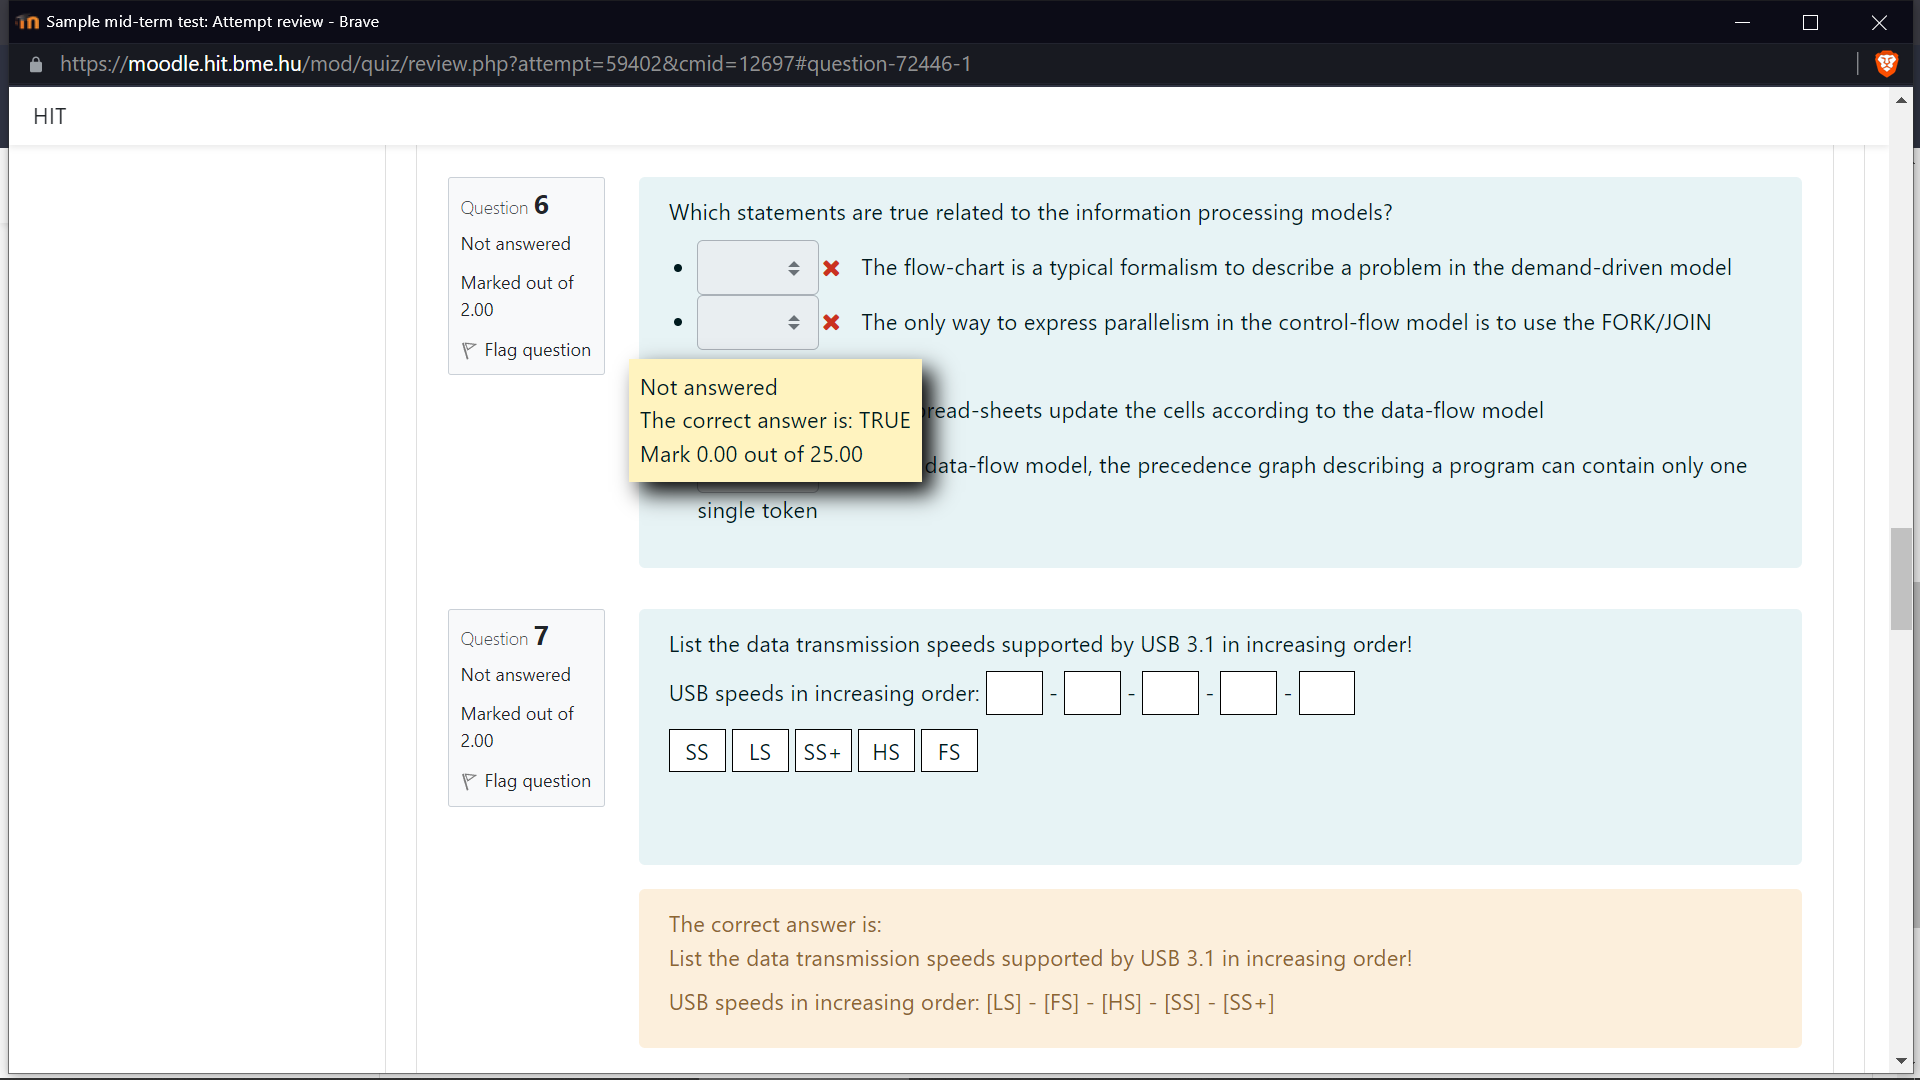 Sample mid-term test: Attempt review - Brave
https://moodle.hit.bme.hu/mod/quiz/review.php?attempt=59402&cmid=12697#question-72446-1
HIT
Question 6
Not answered
Marked out of
2.00
Flag question
Which statements are true related to the information processing models?
The flow-chart is a typical formalism to describe a problem in the demand-driven model
The only way to express parallelism in the control-flow model is to use the FORK/JOIN
Not answered
The correct answer is: TRUE
Mark 0.00 out of 25.00
read-sheets update the cells according to the data-flow model
data-flow model, the precedence graph describing a program can contain only one
single token
Question 7
Not answered
Marked out of
2.00
Flag question
List the data transmission speeds supported by USB 3.1 in increasing order!
USB speeds in increasing order: - - - -
SS LS SS+ HS FS
The correct answer is:
List the data transmission speeds supported by USB 3.1 in increasing order!
USB speeds in increasing order: [LS] - [FS] - [HS] - [SS] - [SS+]